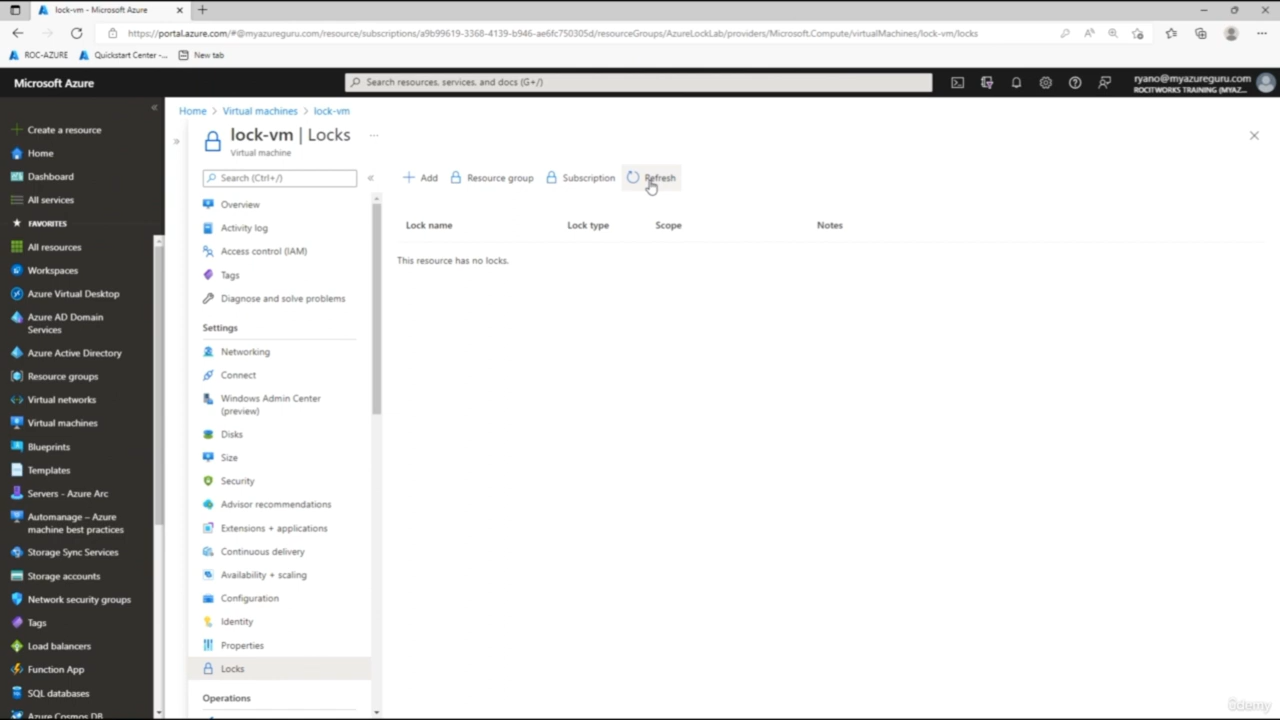 lock-vm - Microsoft Azure
https://portal.azure.com/#@myazureguru.com/resource/subscriptions/a9b99619-3368-4139-b946-ae6fc750305d/resourceGroups/AzureLockLab/providers/Microsoft.Compute/virtualMachines/lock-vm/locks
ROC-AZURE
Quickstart Center -...
New tab
Microsoft Azure
Search resources, services, and docs (G+/)
ryano@myazureguru.com
ROCITWORKS TRAINING (MYAZ...
Create a resource
Home
Dashboard
All services
FAVORITES
All resources
Workspaces
Azure Virtual Desktop
Azure AD Domain
Services
Azure Active Directory
Resource groups
Virtual networks
Virtual machines
Blueprints
Templates
Servers - Azure Arc
Automanage – Azure
machine best practices
Storage Sync Services
Storage accounts
Network security groups
Tags
Load balancers
Function App
SQL databases
Azure Cosmos DB
Home > Virtual machines > lock-vm
lock-vm | Locks ...
Virtual machine
Search (Ctrl+/)
Overview
Activity log
Access control (IAM)
Tags
Diagnose and solve problems
Settings
Networking
Connect
Windows Admin Center
(preview)
Disks
Size
Security
Advisor recommendations
Extensions + applications
Continuous delivery
Availability + scaling
Configuration
Identity
Properties
Locks
Operations
Add Resource group Subscription Refresh
Lock name Lock type Scope Notes
This resource has no locks.
ûdemy